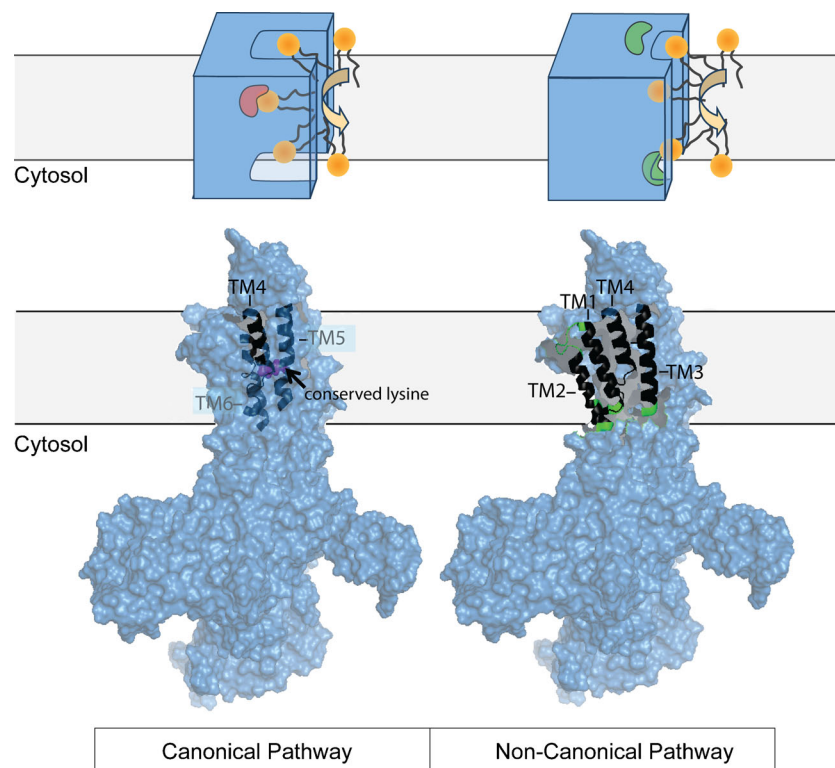 Cytosol
TM4
TM5
TM6
conserved lysine
TM1
TM4
TM2
TM3
Cytosol
Canonical Pathway
Non-Canonical Pathway